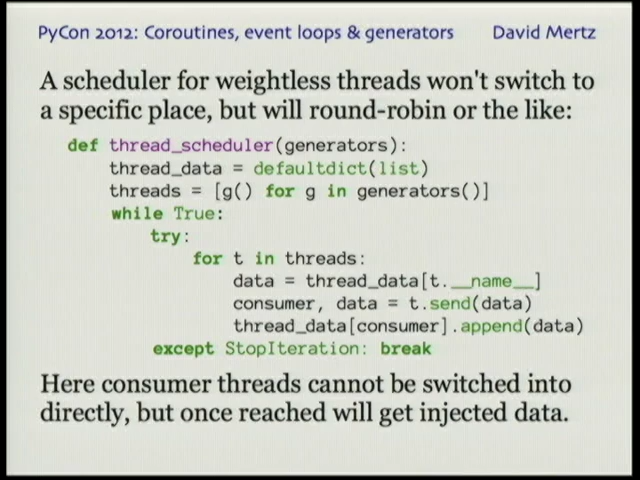 PyCon 2012: Coroutines, event loops & generators David Mertz
A scheduler for weightless threads won't switch to
a specific place, but will round-robin or the like:
def thread_scheduler(generators):
    thread_data = defaultdict(list)
    threads = [g() for g in generators()]
    while True:
        try:
            for t in threads:
                data = thread_data[t.__name__]
                consumer, data = t.send(data)
                thread_data[consumer].append(data)
        except StopIteration: break
Here consumer threads cannot be switched into
directly, but once reached will get injected data.